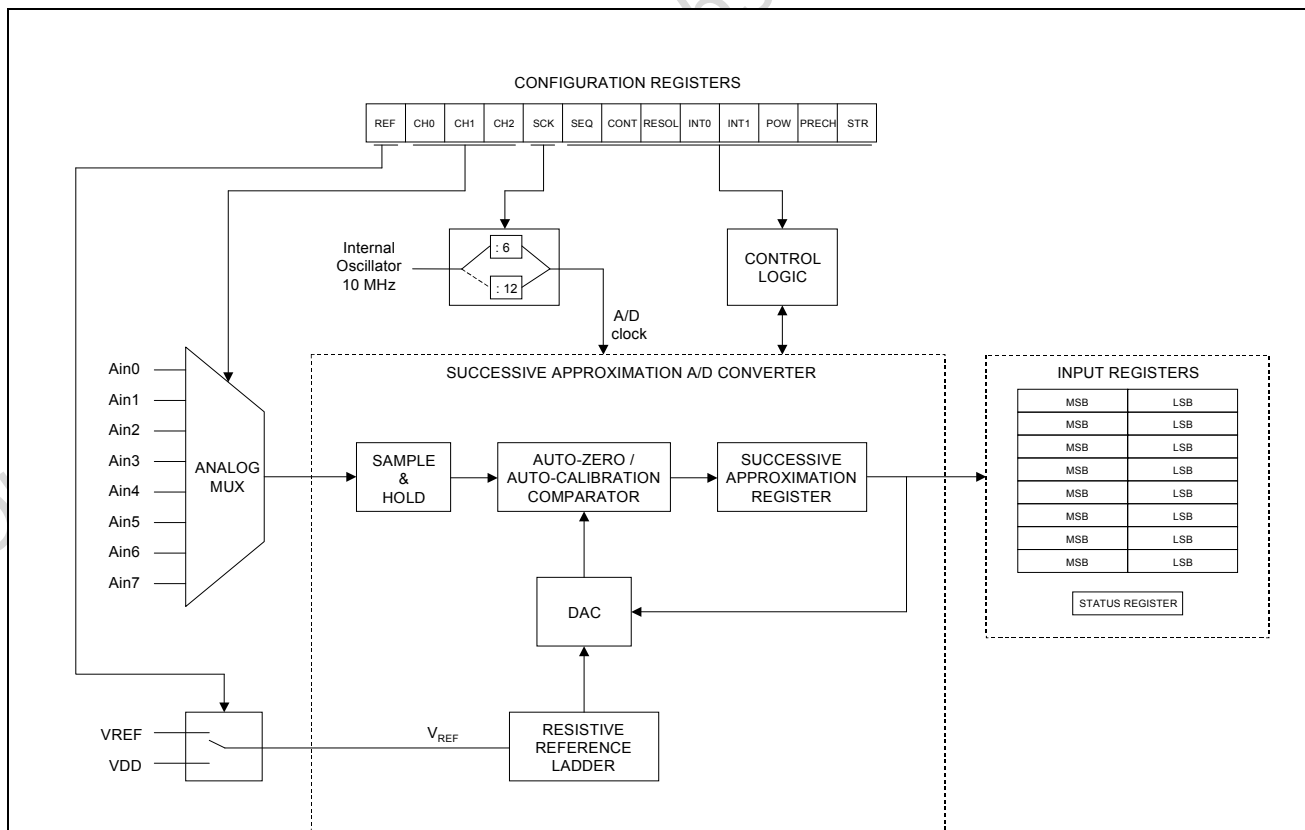 CONFIGURATION REGISTERS
REF CH0 CH1 CH2 SCK SEQ CONT RESOL INT0 INT1 POW PRECH STR
Internal
Oscillator
10 MHz
: 6
: 12
CONTROL
LOGIC
A/D
clock
Ain0
Ain1
Ain2
Ain3
Ain4
Ain5
Ain6
Ain7
ANALOG
MUX
SUCCESSIVE APPROXIMATION A/D CONVERTER
SAMPLE
&
HOLD
AUTO-ZERO /
AUTO-CALIBRATION
COMPARATOR
SUCCESSIVE
APPROXIMATION
REGISTER
DAC
RESISTIVE
REFERENCE
LADDER
INPUT REGISTERS
MSB LSB
MSB LSB
MSB LSB
MSB LSB
MSB LSB
MSB LSB
MSB LSB
MSB LSB
STATUS REGISTER
VREF
VDD
VREF